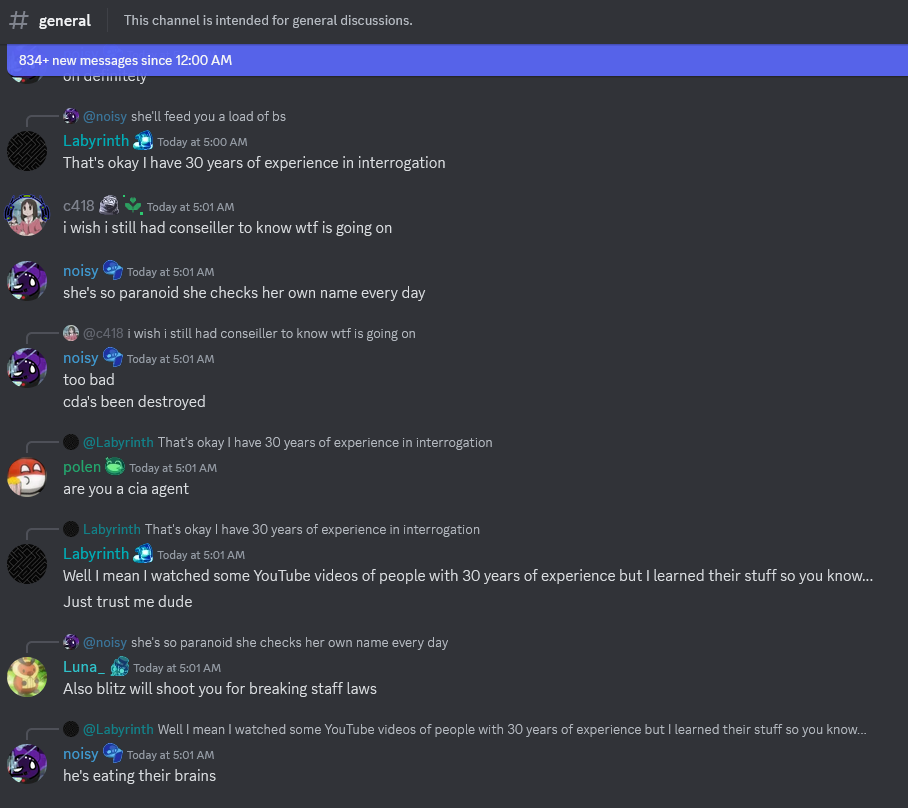 # general This channel is intended for general discussions.
834+ new messages since 12:00 AM
oh definitely
@noisy she'll feed you a load of bs
Labyrinth Today at 5:00 AM
That's okay I have 30 years of experience in interrogation
c418 Today at 5:01 AM
i wish i still had conseiller to know wtf is going on
noisy Today at 5:01 AM
she's so paranoid she checks her own name every day
@c418 i wish i still had conseiller to know wtf is going on
noisy Today at 5:01 AM
too bad
cda's been destroyed
@Labyrinth That's okay I have 30 years of experience in interrogation
polen Today at 5:01 AM
are you a cia agent
Labyrinth That's okay I have 30 years of experience in interrogation
Labyrinth Today at 5:01 AM
Well I mean I watched some YouTube videos of people with 30 years of experience but I learned their stuff so you know...
Just trust me dude
@noisy she's so paranoid she checks her own name every day
Luna_ Today at 5:01 AM
Also blitz will shoot you for breaking staff laws
@Labyrinth Well I mean I watched some YouTube videos of people with 30 years of experience but I learned their stuff so you know...
noisy Today at 5:01 AM
he's eating their brains